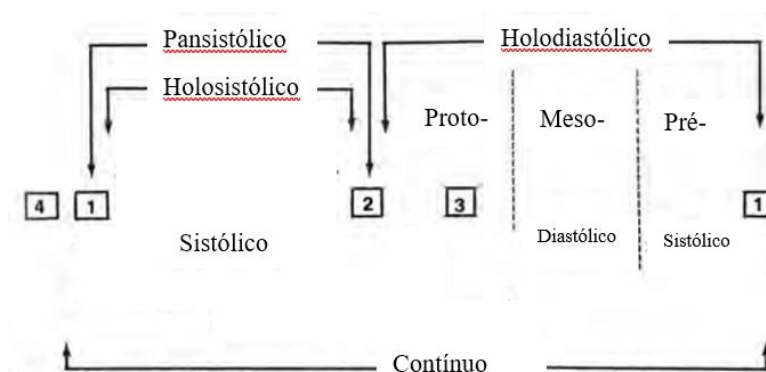 Pansistólico Holodiastólico
Holosistólico
Proto- Meso- Pré-
4 1 2 3 1
Sistólico Diastólico Sistólico
Contínuo